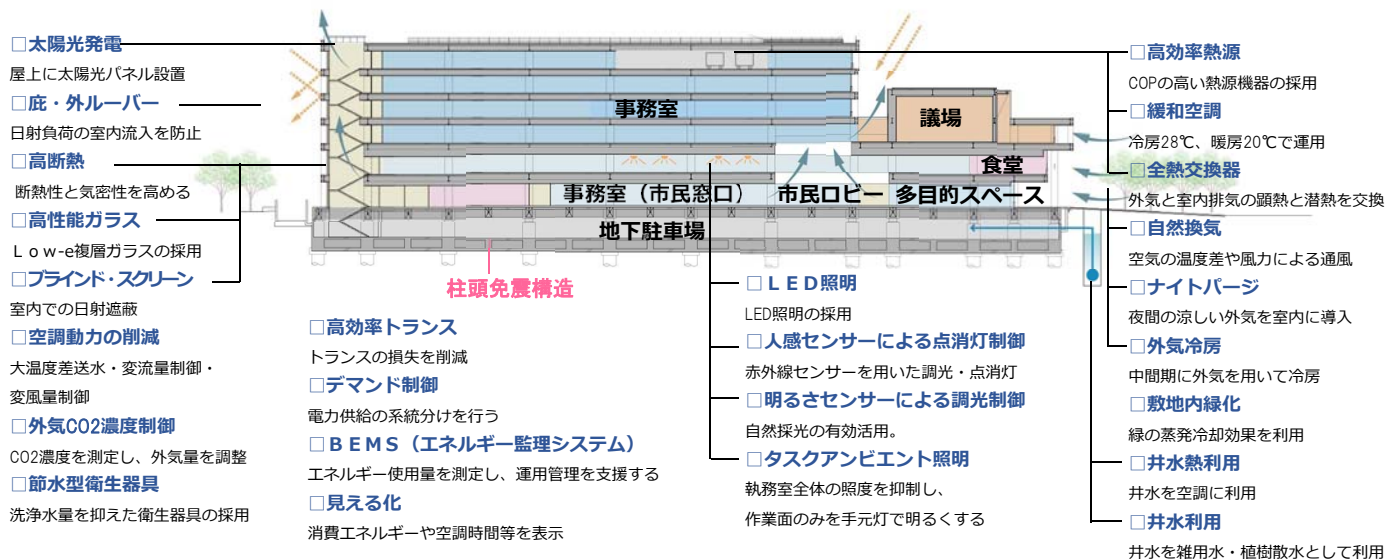 □太陽光発電
屋上に太陽光パネル設置
□庇・外ルーバー
日射負荷の室内流入を防止
□高断熱
断熱性と気密性を高める
□高性能ガラス
Ｌｏｗ-e複層ガラスの採用
□ブラインド・スクリーン
室内での日射遮蔽
□空調動力の削減
大温度差送水・変流量制御・
変風量制御
□外気CO2濃度制御
CO2濃度を測定し、外気量を調整
□節水型衛生器具
洗浄水量を抑えた衛生器具の採用
事務室
議場
食堂
事務室（市民窓口）
市民ロビー
多目的スペース
地下駐車場
柱頭免震構造
□高効率トランス
トランスの損失を削減
□デマンド制御
電力供給の系統分けを行う
□ＢＥＭＳ（エネルギー監理システム）
エネルギー使用量を測定し、運用管理を支援する
□見える化
消費エネルギーや空調時間等を表示
□ＬＥＤ照明
LED照明の採用
□人感センサーによる点消灯制御
赤外線センサーを用いた調光・点消灯
□明るさセンサーによる調光制御
自然採光の有効活用。
□タスクアンビエント照明
執務室全体の照度を抑制し、
作業面のみを手元灯で明るくする
□高効率熱源
COPの高い熱源機器の採用
□緩和空調
冷房28℃、暖房20℃で運用
□全熱交換器
外気と室内排気の顕熱と潜熱を交換
□自然換気
空気の温度差や風力による通風
□ナイトパージ
夜間の涼しい外気を室内に導入
□外気冷房
中間期に外気を用いて冷房
□敷地内緑化
緑の蒸発冷却効果を利用
□井水熱利用
井水を空調に利用
□井水利用
井水を雑用水・植樹散水として利用